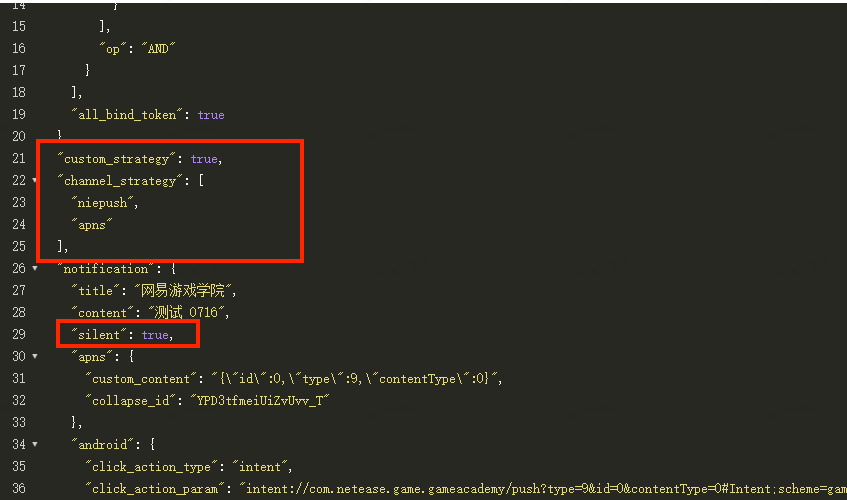 14 }
15 ],
16 "op": "AND"
17 }
18 ],
19 "all_bind_token": true
20 }
21 "custom_strategy": true,
22 "channel_strategy": [
23 "niepush",
24 "apns"
25 ],
26 "notification": {
27 "title": "网易游戏学院",
28 "content": "测试 0716",
29 "silent": true,
30 "apns": {
31 "custom_content": "{\"id\":0,\"type\":9,\"contentType\":0}",
32 "collapse_id": "YPD3tfmeiUiZvUvv_T"
33 },
34 "android": {
35 "click_action_type": "intent",
36 "click_action_param": "intent://com.netease.game.gameacademy/push?type=9&id=0&contentType=0#Intent;scheme=gam